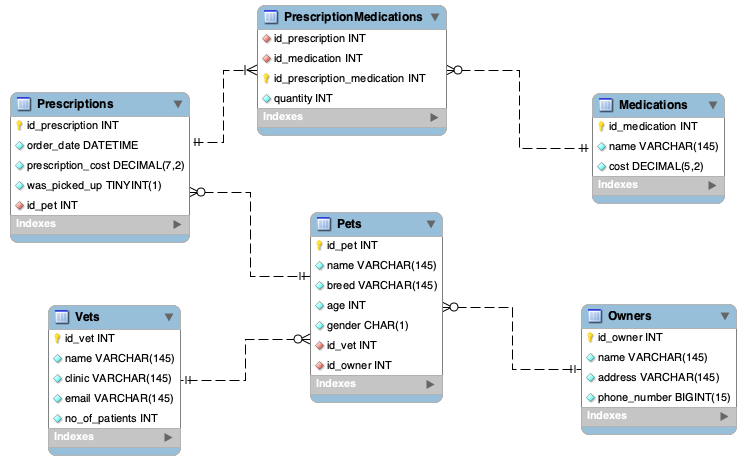 PrescriptionMedications
id_prescription INT
id_medication INT
id_prescription_medication INT
quantity INT
Indexes
Prescriptions
id_prescription INT
order_date DATETIME
prescription_cost DECIMAL(7,2)
was_picked_up TINYINT(1)
id_pet INT
Indexes
Medications
id_medication INT
name VARCHAR(145)
cost DECIMAL(5,2)
Indexes
Pets
id_pet INT
name VARCHAR(145)
breed VARCHAR(145)
age INT
gender CHAR(1)
id_vet INT
id_owner INT
Indexes
Vets
id_vet INT
name VARCHAR(145)
clinic VARCHAR(145)
email VARCHAR(145)
no_of_patients INT
Indexes
Owners
id_owner INT
name VARCHAR(145)
address VARCHAR(145)
phone_number BIGINT(15)
Indexes